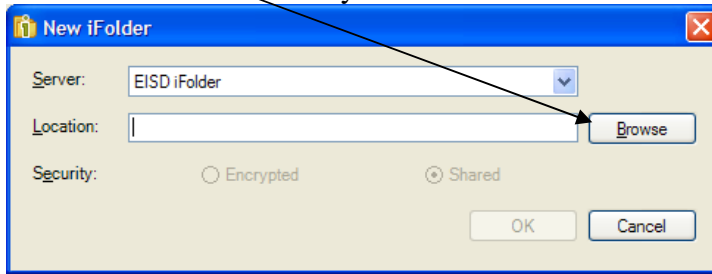 New iFolder
Server: EISD iFolder
Location: Browse
Security: Encrypted Shared
OK Cancel